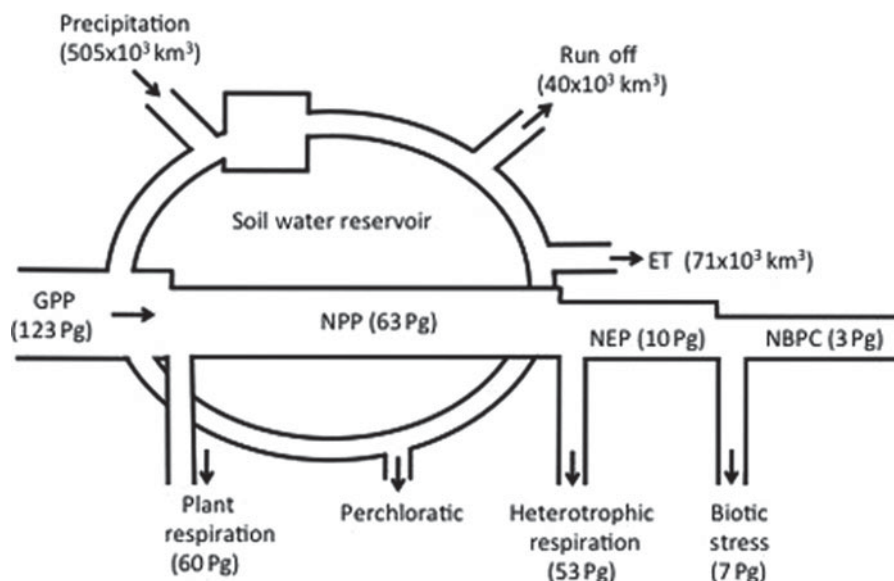 Precipitation
(505x10³ km³)
Run off
(40x10³ km³)
Soil water reservoir
ET (71x10³ km³)
GPP
(123 Pg)
NPP (63 Pg)
NEP (10 Pg)
NBPC (3 Pg)
Plant
respiration
(60 Pg)
Perchloratic
Heterotrophic
respiration
(53 Pg)
Biotic
stress
(7 Pg)